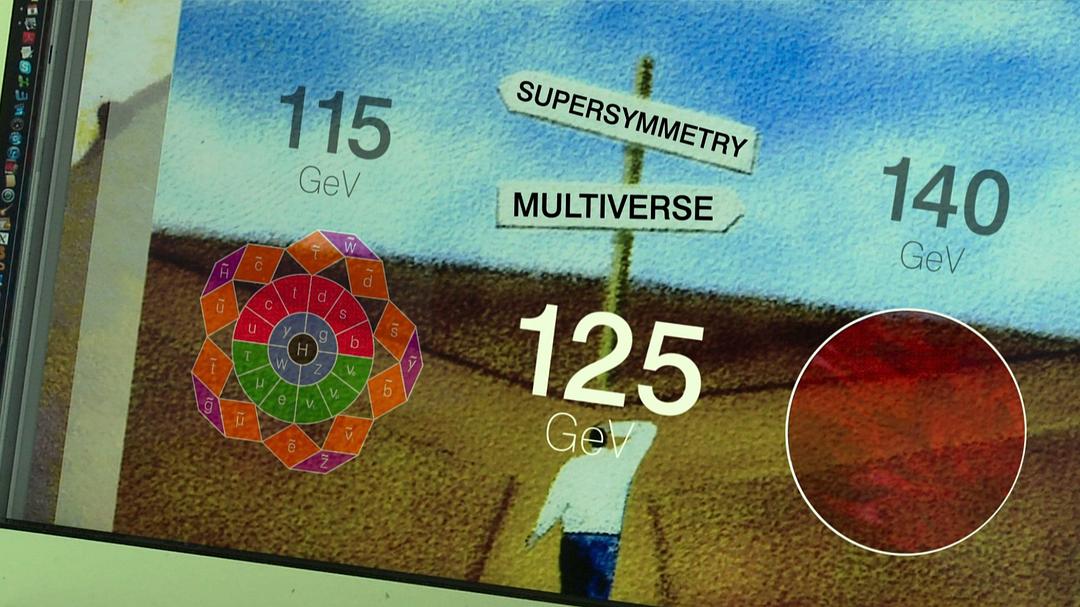 SUPERSYMMETRY
MULTIVERSE
115
GeV
140
GeV
125
GeV
t̃ w̃
H̃ c̃ d̃
t d
c s
ũ u γ g b s̃
H
τ W Z ν γ̃
μ e ν ν b̃
g̃ μ̃ ẽ z̃ ν̃